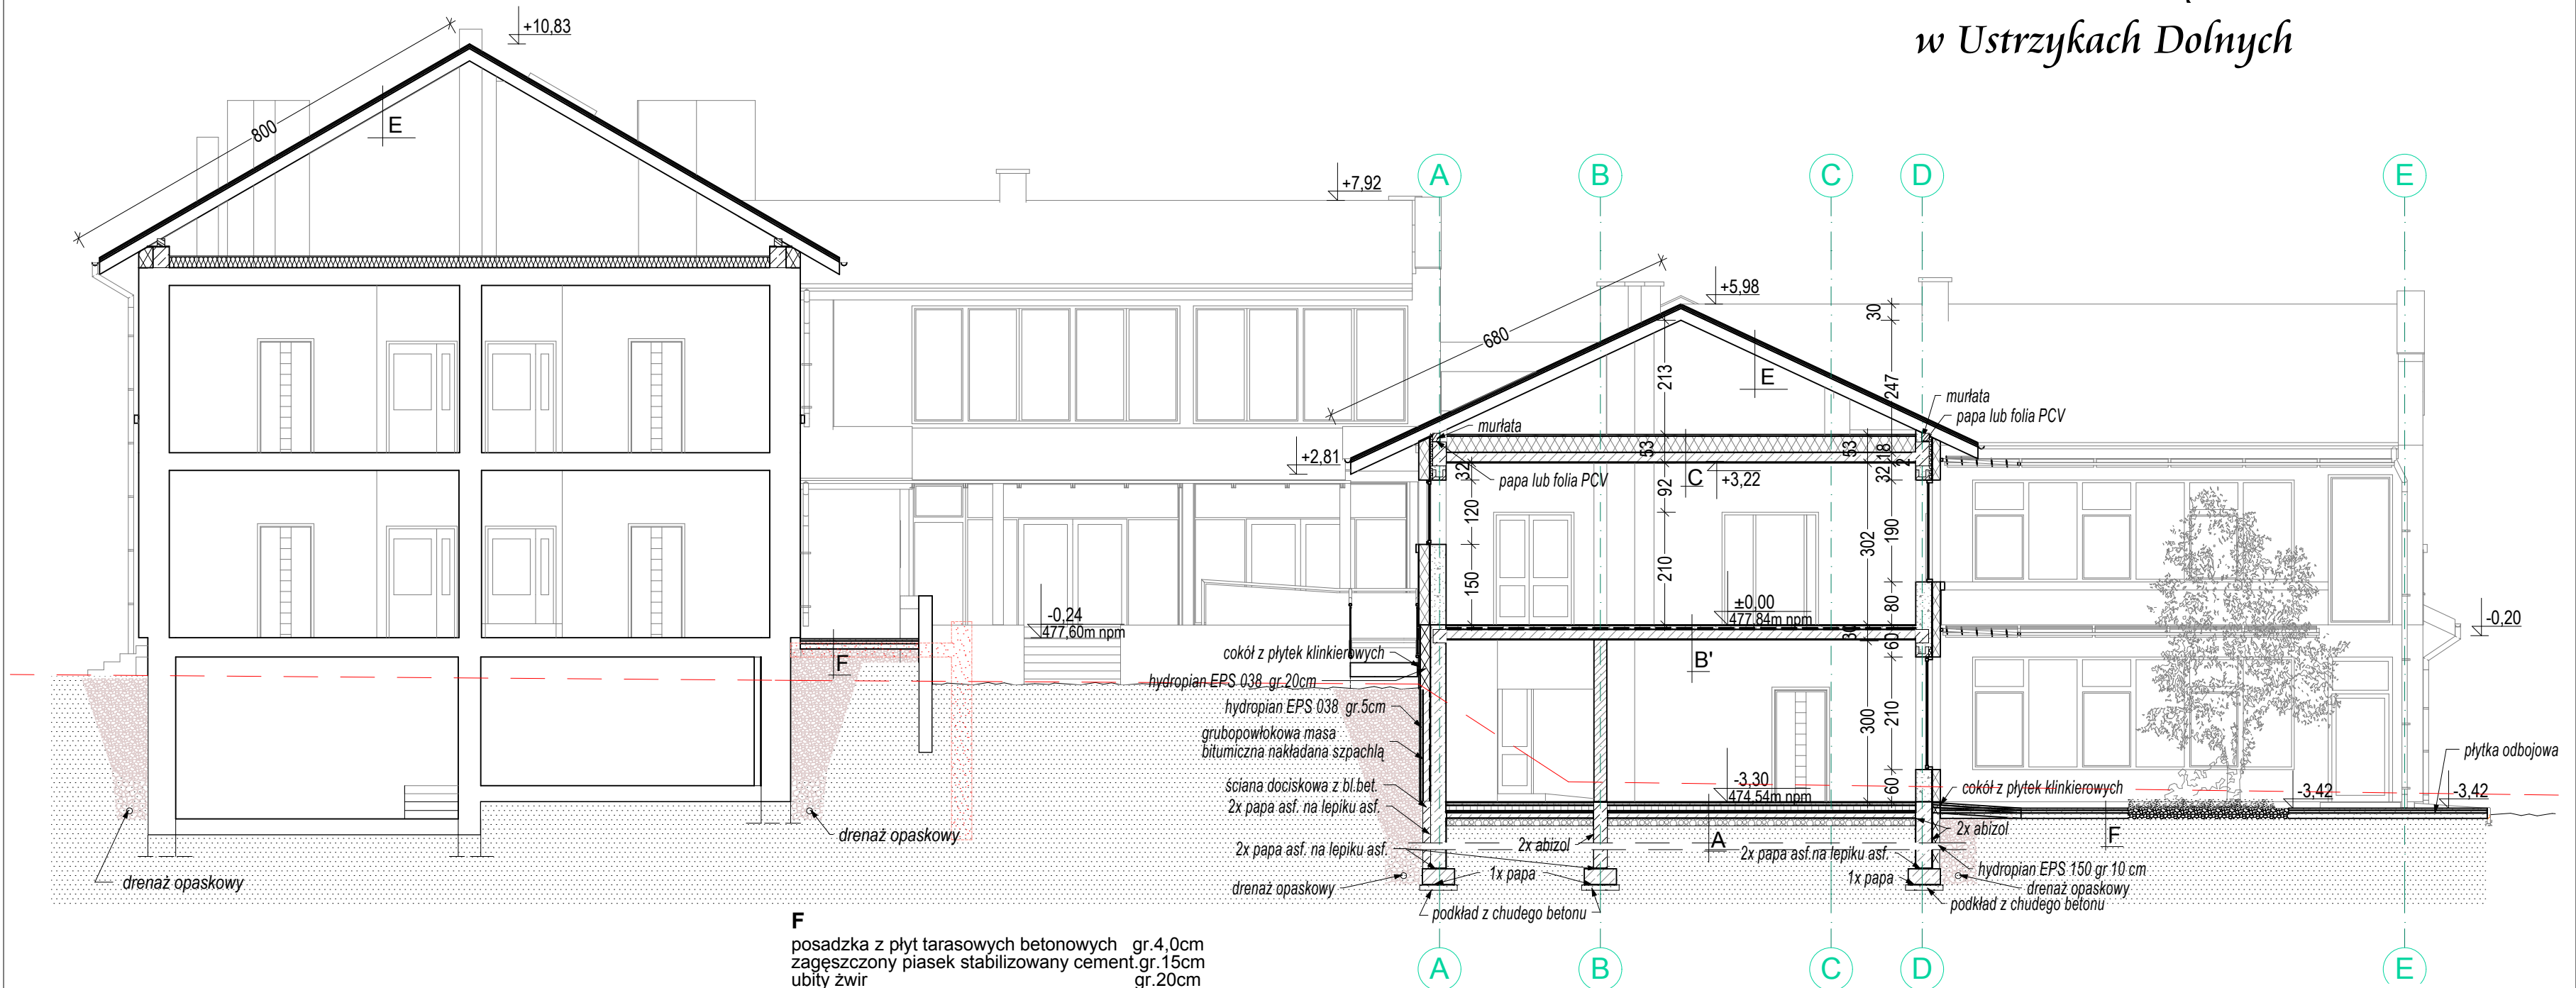 w Ustrzykach Dolnych
+10,83
800
E
+7,92
A
B
C
D
E
+5,98
680
30
213
247
E
murłata
papa lub folia PCV
murłata
+2,81
53
53
18
32
32
2
C
+3,22
papa lub folia PCV
92
120
190
302
210
150
±0,00
477,84m npm
80
-0,24
477,60m npm
-0,20
30
60
F
cokół z płytek klinkierowych
B'
hydropian EPS 038 gr.20cm
hydropian EPS 038 gr.5cm
300
210
grubopowłokowa masa
bitumiczna nakładana szpachlą
płytka odbojowa
ściana dociskowa z bl.bet.
-3,30
474,54m npm
60
cokół z płytek klinkierowych
-3,42
-3,42
2x papa asf. na lepiku asf.
drenaż opaskowy
2x abizol
A
2x abizol
F
2x papa asf. na lepiku asf.
2x papa asf.na lepiku asf.
hydropian EPS 150 gr 10 cm
drenaż opaskowy
drenaż opaskowy
1x papa
1x papa
drenaż opaskowy
podkład z chudego betonu
podkład z chudego betonu
F
posadzka z płyt tarasowych betonowych gr.4,0cm
zagęszczony piasek stabilizowany cement.gr.15cm
ubity żwir gr.20cm
A
B
C
D
E